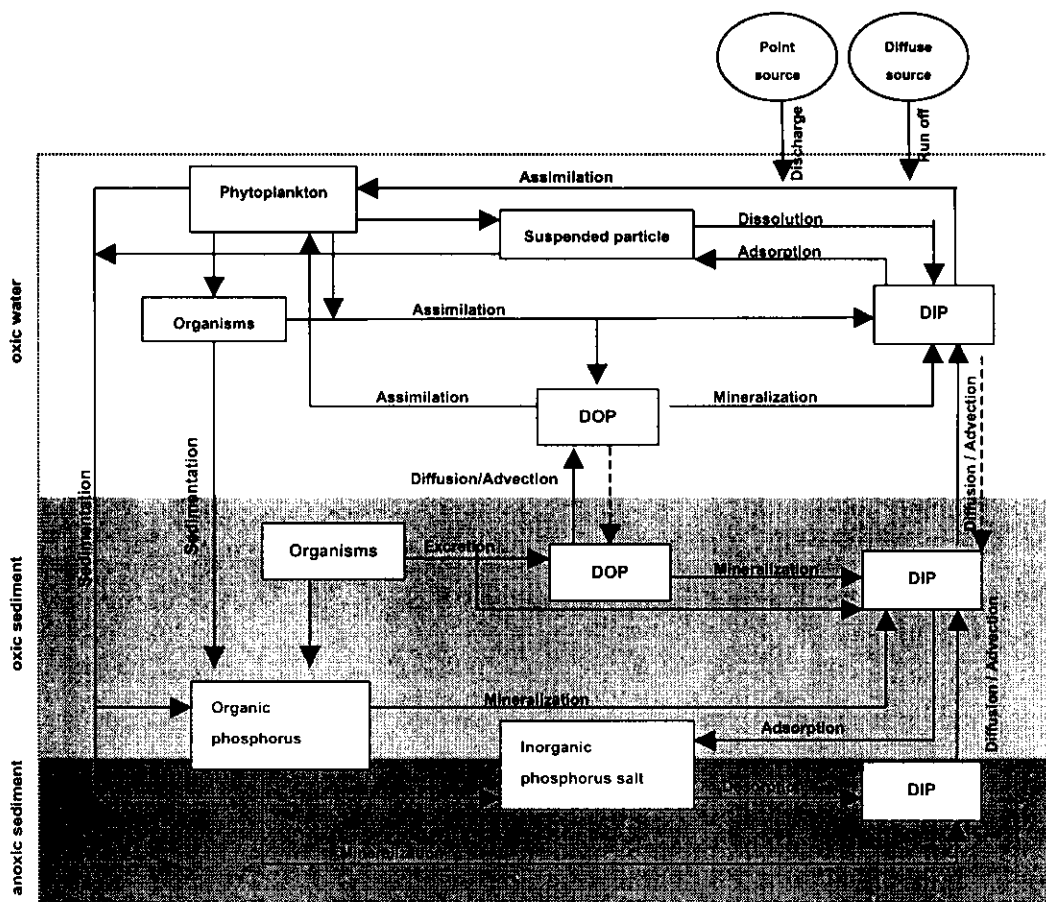 Point
source
Diffuse
source
Discharge
Run off
Assimilation
Phytoplankton
Suspended particle
Dissolution
Adsorption
oxic water
Organisms
Assimilation
DIP
Assimilation
DOP
Mineralization
Sedimentation
Sedimentation
Diffusion/Advection
Diffusion / Advection
oxic sediment
Organisms
Excretion
DOP
Mineralization
DIP
Diffusion / Advection
Organic
phosphorus
Mineralization
Adsorption
Inorganic
phosphorus salt
DIP
anoxic sediment